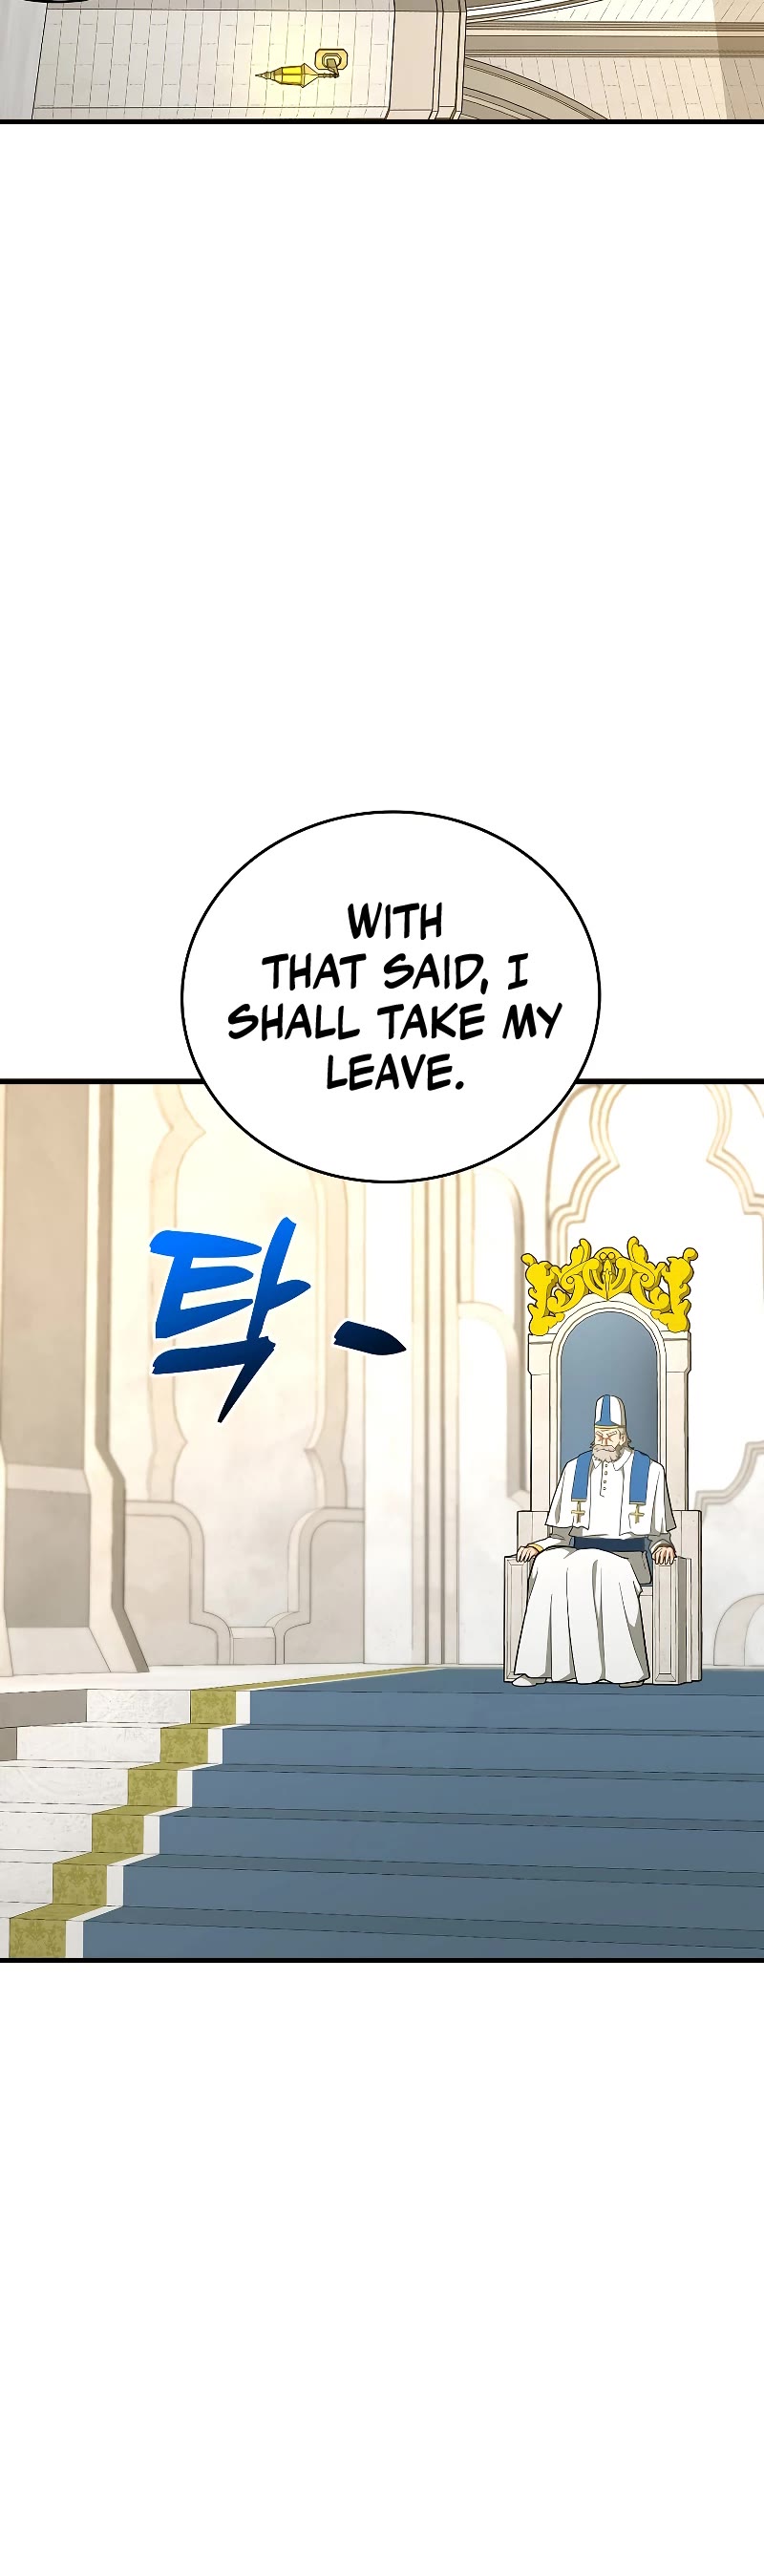 WITH
THAT SAID, I
SHALL TAKE MY
LEAVE.
탁-